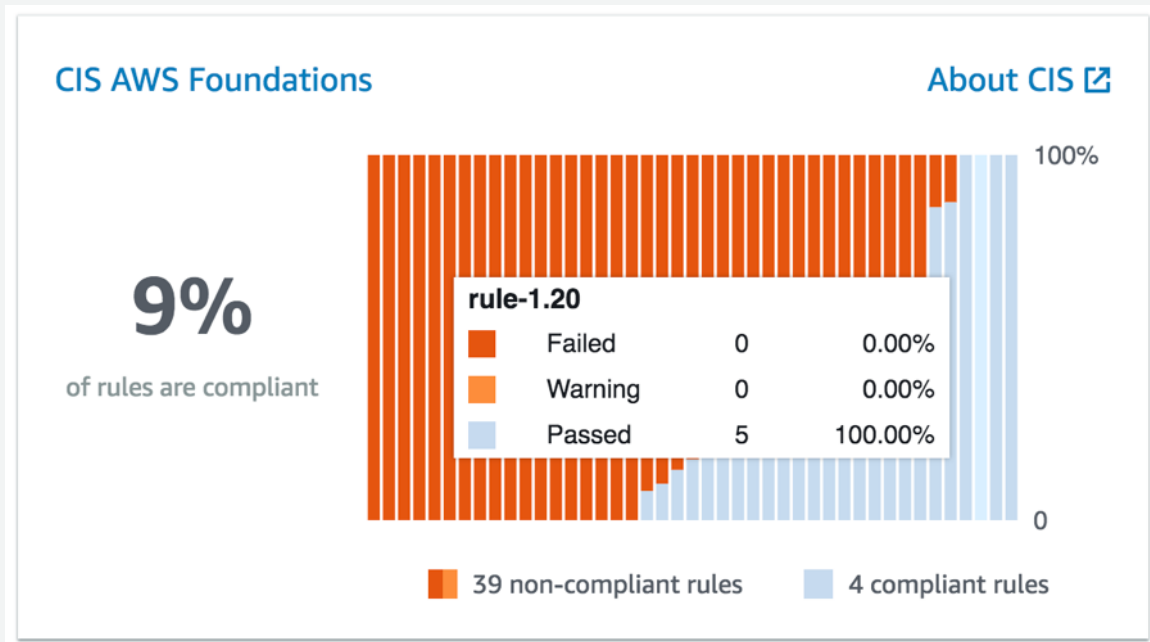 CIS AWS Foundations About CIS
100%
9%
of rules are compliant
rule-1.20
Failed 0 0.00%
Warning 0 0.00%
Passed 5 100.00%
0
39 non-compliant rules 4 compliant rules